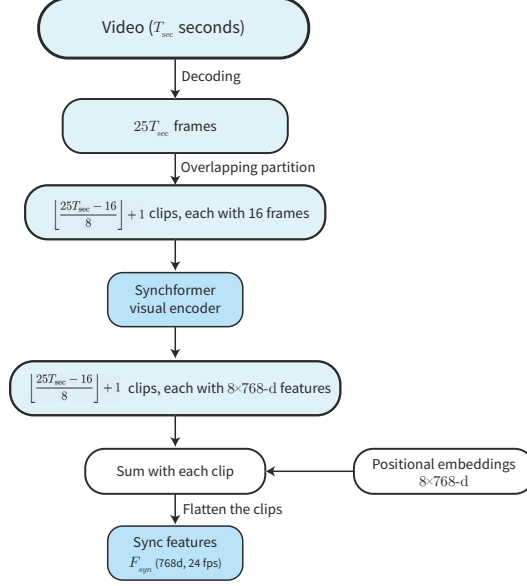 Video (T_sec seconds)
Decoding
25T_sec frames
Overlapping partition
⌊(25T_sec − 16)/8⌋ + 1 clips, each with 16 frames
Synchformer
visual encoder
⌊(25T_sec − 16)/8⌋ + 1 clips, each with 8×768-d features
Sum with each clip
Positional embeddings
8×768-d
Flatten the clips
Sync features
F_syn (768d, 24 fps)